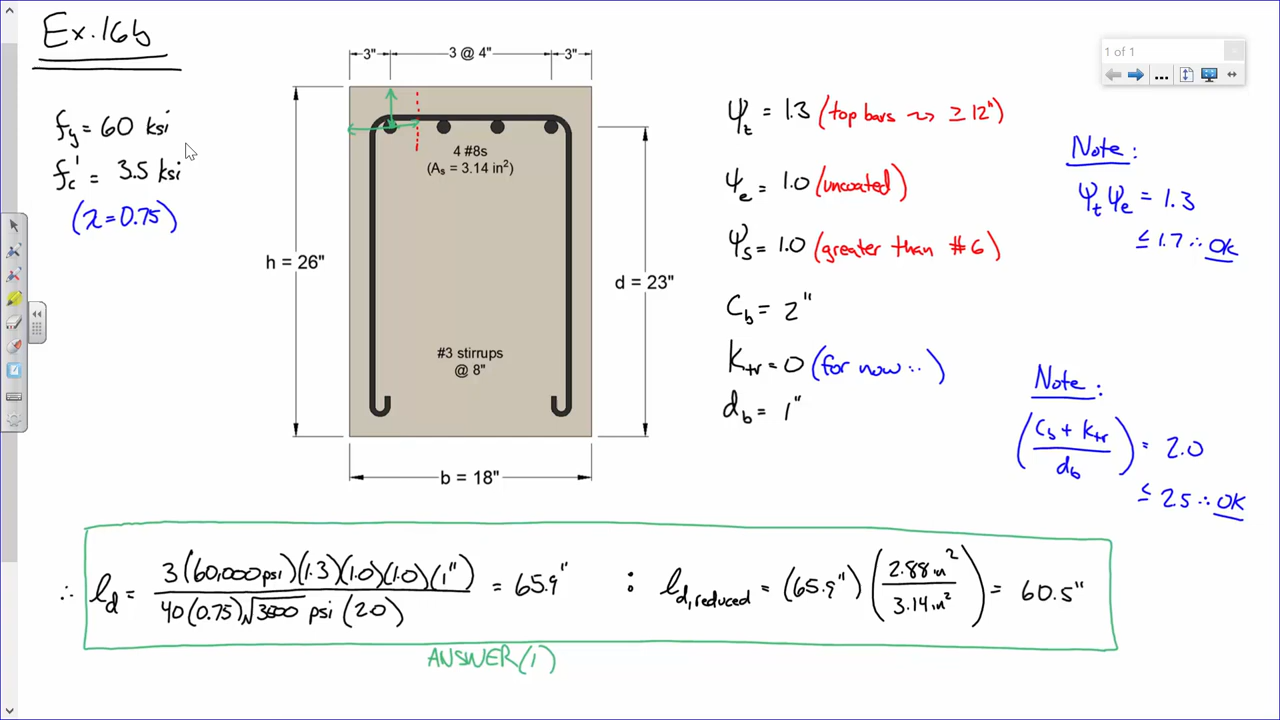 Ex.16b
fy = 60 ksi
fc' = 3.5 ksi
(λ=0.75)
3" 3 @ 4" 3"
4 #8s
(As = 3.14 in²)
h = 26"
d = 23"
#3 stirrups
@ 8"
b = 18"
ψt = 1.3 (top bars ~> ≥ 12")
ψe = 1.0 (uncoated)
ψs = 1.0 (greater than #6)
Cb = 2"
Ktr = 0 (for now...)
db = 1"
1 of 1
Note:
ψtψe = 1.3
≤ 1.7 ∴ OK
Note:
(Cb + Ktr / db) = 2.0
≤ 2.5 ∴ OK
∴ ld = 3(60,000psi)(1.3)(1.0)(1.0)(1") / 40(0.75)√3500 psi (2.0) = 65.9" : ld,reduced = (65.9")(2.88 in² / 3.14 in²) = 60.5"
ANSWER(1)